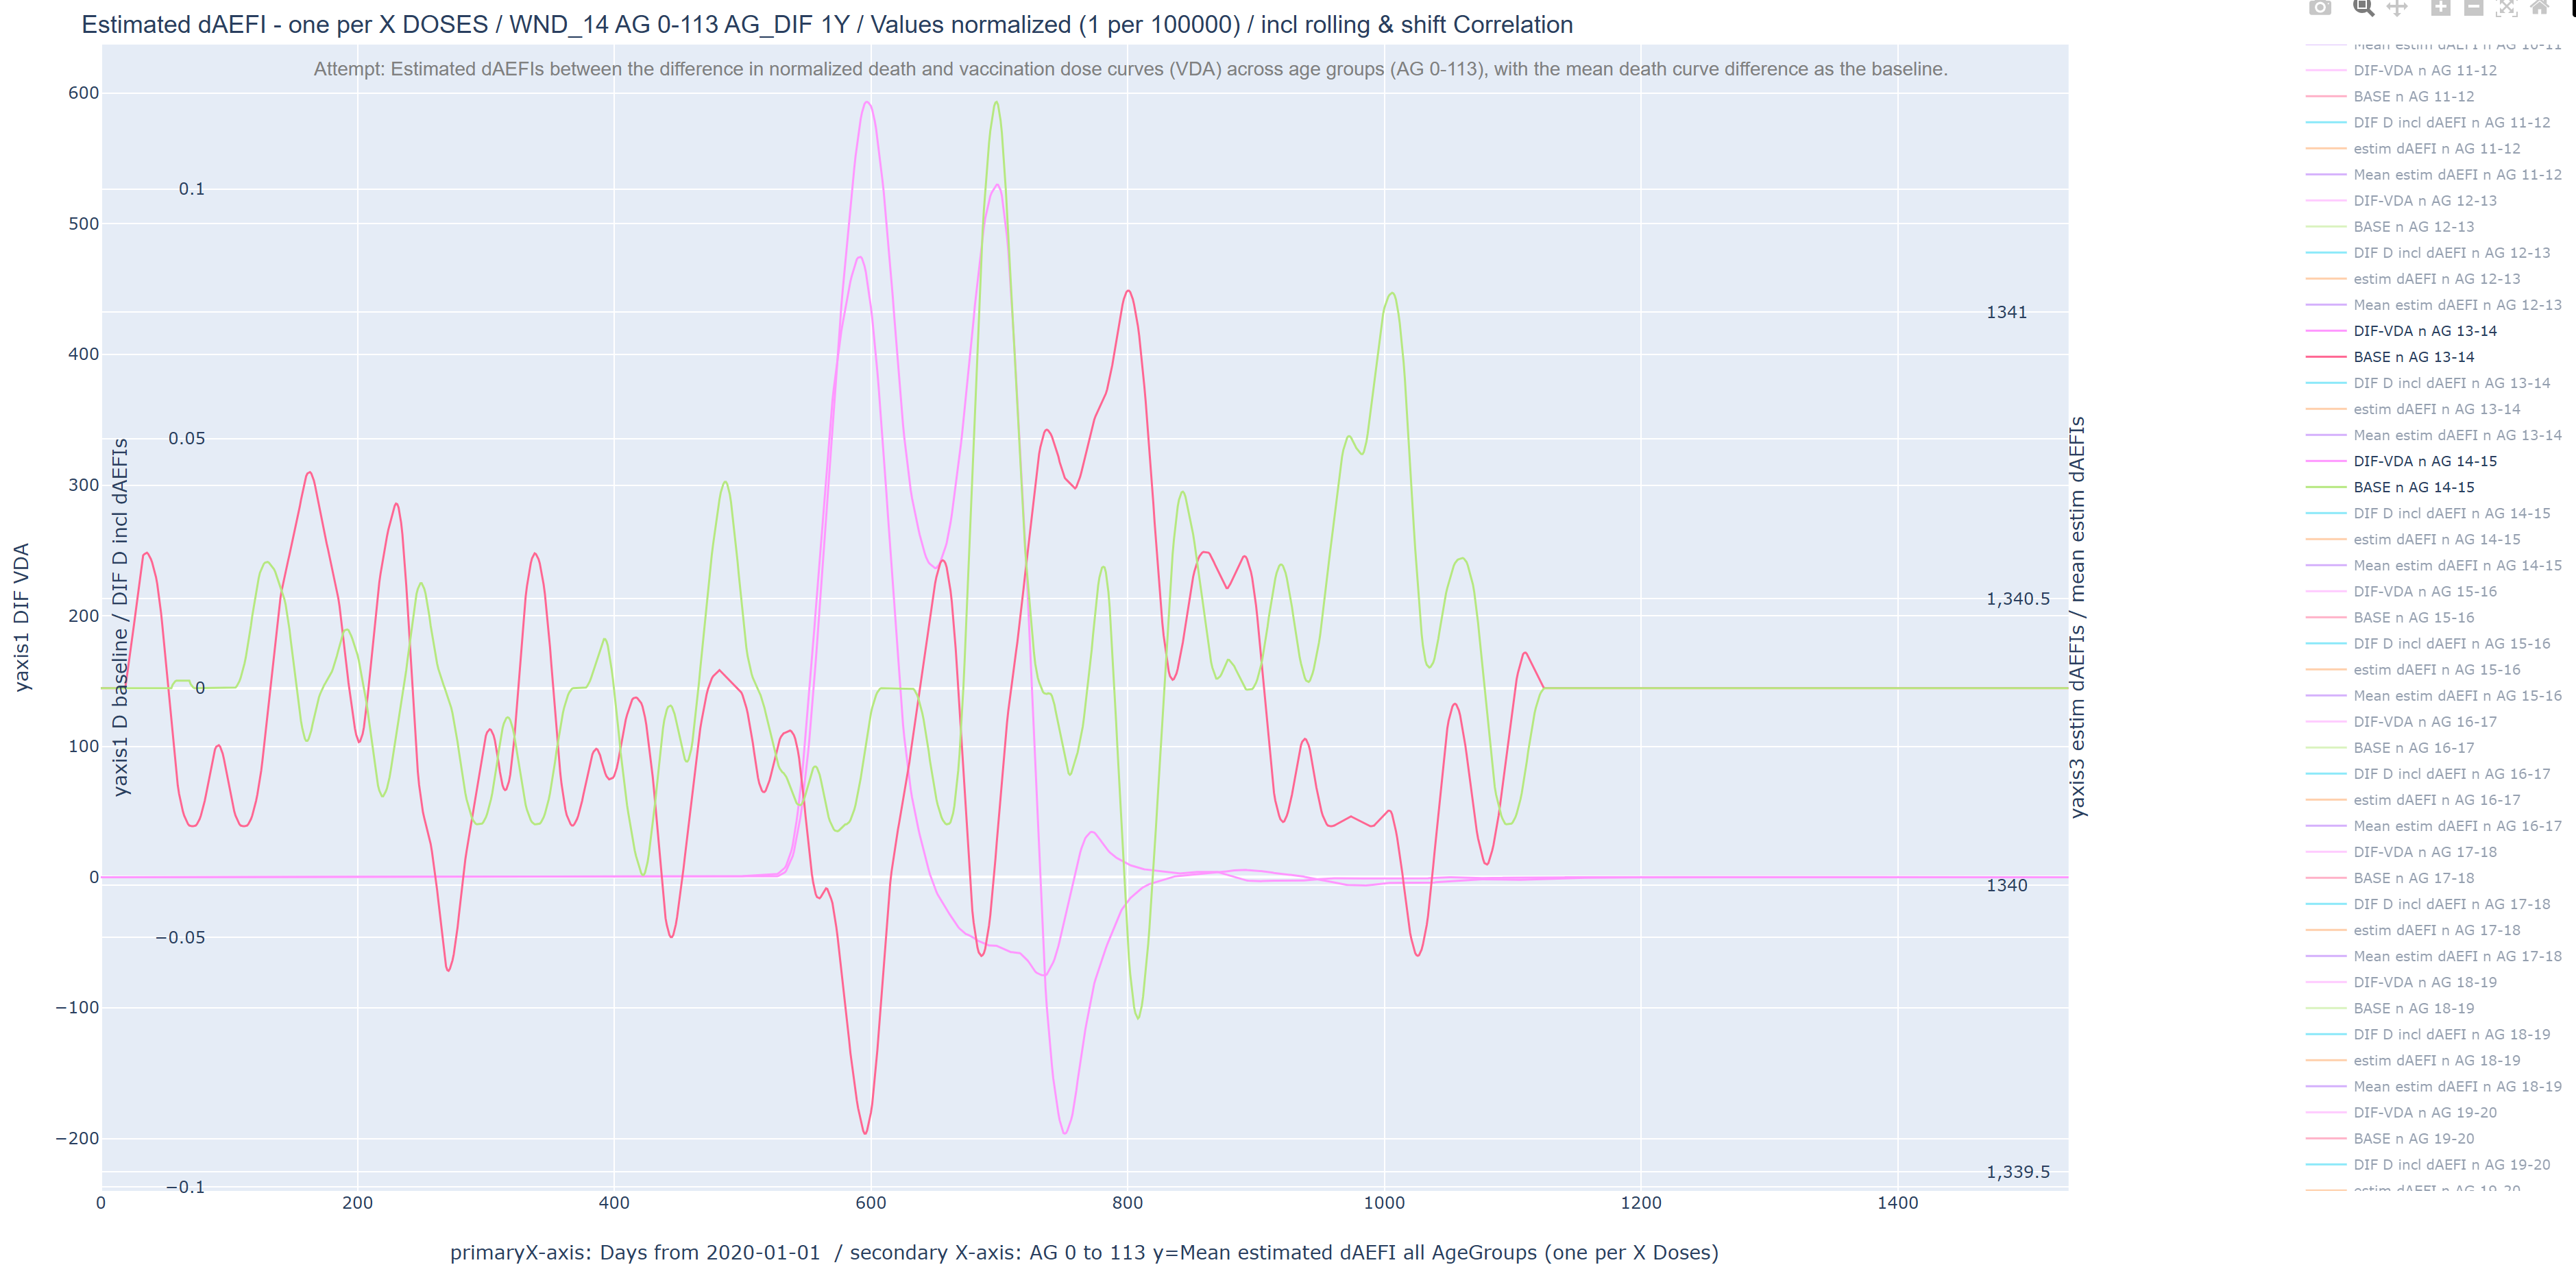 Estimated dAEFI - one per X DOSES / WND_14 AG 0-113 AG_DIF 1Y / Values normalized (1 per 100000) / incl rolling & shift Correlation
Attempt: Estimated dAEFIs between the difference in normalized death and vaccination dose curves (VDA) across age groups (AG 0-113), with the mean death curve difference as the baseline.
600
500
400
300
200
100
0
−100
−200
yaxis1 DIF VDA
0.1
0.05
0
−0.05
−0.1
yaxis1 D baseline / DIF D incl dAEFIs
1341
1,340.5
1340
1,339.5
yaxis3 estim dAEFIs / mean estim dAEFIs
0
200
400
600
800
1000
1200
1400
primaryX-axis: Days from 2020-01-01 / secondary X-axis: AG 0 to 113 y=Mean estimated dAEFI all AgeGroups (one per X Doses)
Mean estim dAEFI n AG 10-11
DIF-VDA n AG 11-12
BASE n AG 11-12
DIF D incl dAEFI n AG 11-12
estim dAEFI n AG 11-12
Mean estim dAEFI n AG 11-12
DIF-VDA n AG 12-13
BASE n AG 12-13
DIF D incl dAEFI n AG 12-13
estim dAEFI n AG 12-13
Mean estim dAEFI n AG 12-13
DIF-VDA n AG 13-14
BASE n AG 13-14
DIF D incl dAEFI n AG 13-14
estim dAEFI n AG 13-14
Mean estim dAEFI n AG 13-14
DIF-VDA n AG 14-15
BASE n AG 14-15
DIF D incl dAEFI n AG 14-15
estim dAEFI n AG 14-15
Mean estim dAEFI n AG 14-15
DIF-VDA n AG 15-16
BASE n AG 15-16
DIF D incl dAEFI n AG 15-16
estim dAEFI n AG 15-16
Mean estim dAEFI n AG 15-16
DIF-VDA n AG 16-17
BASE n AG 16-17
DIF D incl dAEFI n AG 16-17
estim dAEFI n AG 16-17
Mean estim dAEFI n AG 16-17
DIF-VDA n AG 17-18
BASE n AG 17-18
DIF D incl dAEFI n AG 17-18
estim dAEFI n AG 17-18
Mean estim dAEFI n AG 17-18
DIF-VDA n AG 18-19
BASE n AG 18-19
DIF D incl dAEFI n AG 18-19
estim dAEFI n AG 18-19
Mean estim dAEFI n AG 18-19
DIF-VDA n AG 19-20
BASE n AG 19-20
DIF D incl dAEFI n AG 19-20
estim dAEFI n AG 19-20